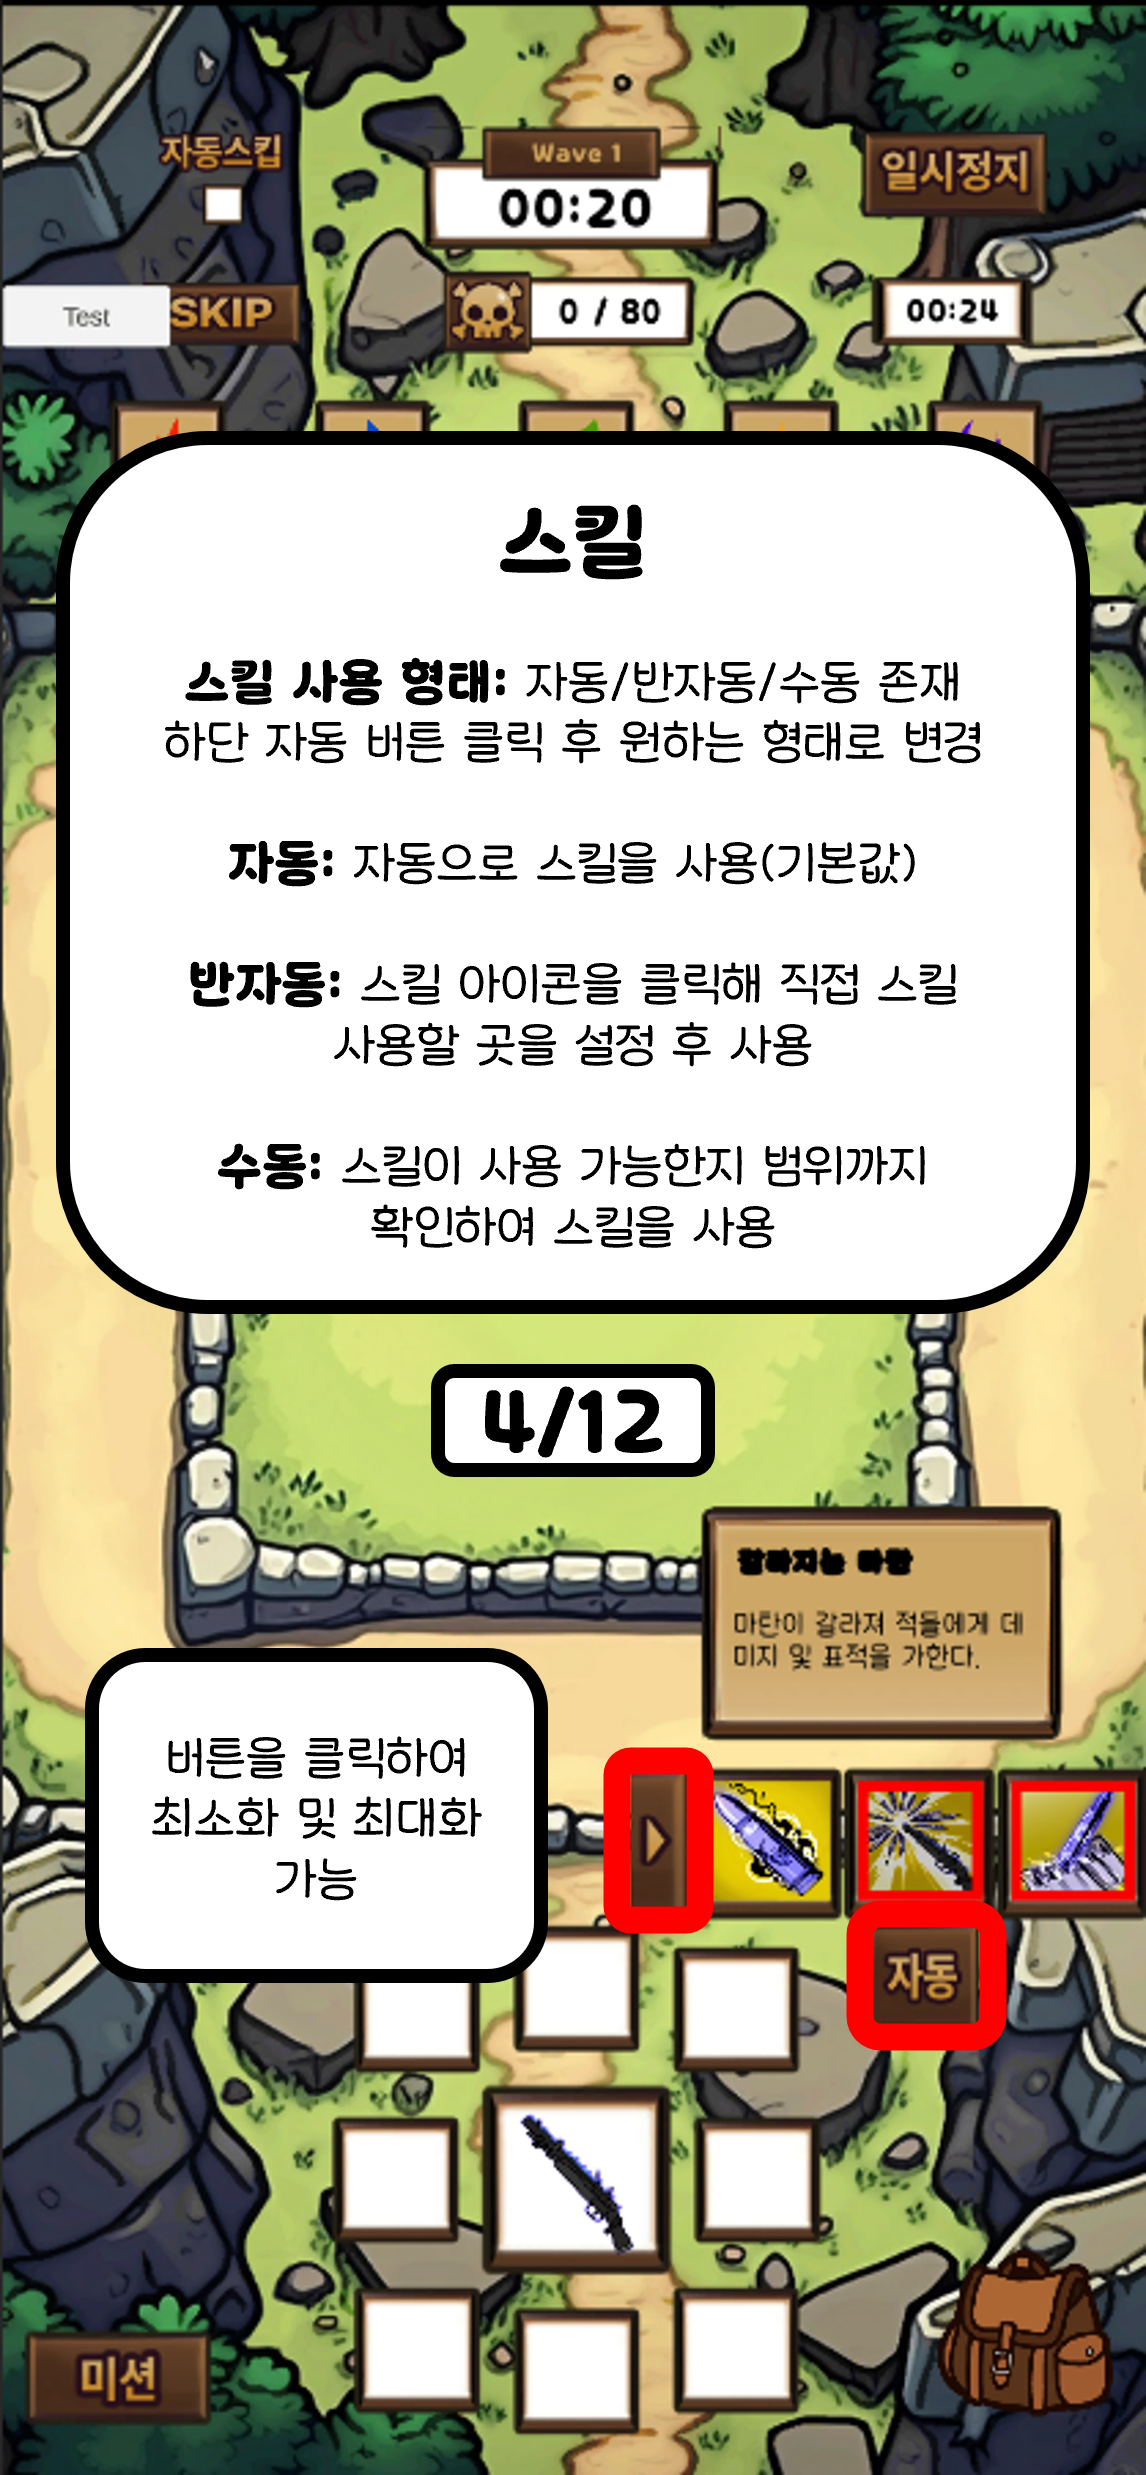 자동스킵
Wave 1
00:20
일시정지
Test
SKIP
0 / 80
00:24
스킬
스킬 사용 형태: 자동/반자동/수동 존재
하단 자동 버튼 클릭 후 원하는 형태로 변경
자동: 자동으로 스킬을 사용(기본값)
반자동: 스킬 아이콘을 클릭해 직접 스킬
사용할 곳을 설정 후 사용
수동: 스킬이 사용 가능한지 범위까지
확인하여 스킬을 사용
4/12
갈라지는 마탄
마탄이 갈라져 적들에게 데
미지 및 표적을 가한다.
버튼을 클릭하여
최소화 및 최대화
가능
자동
미션